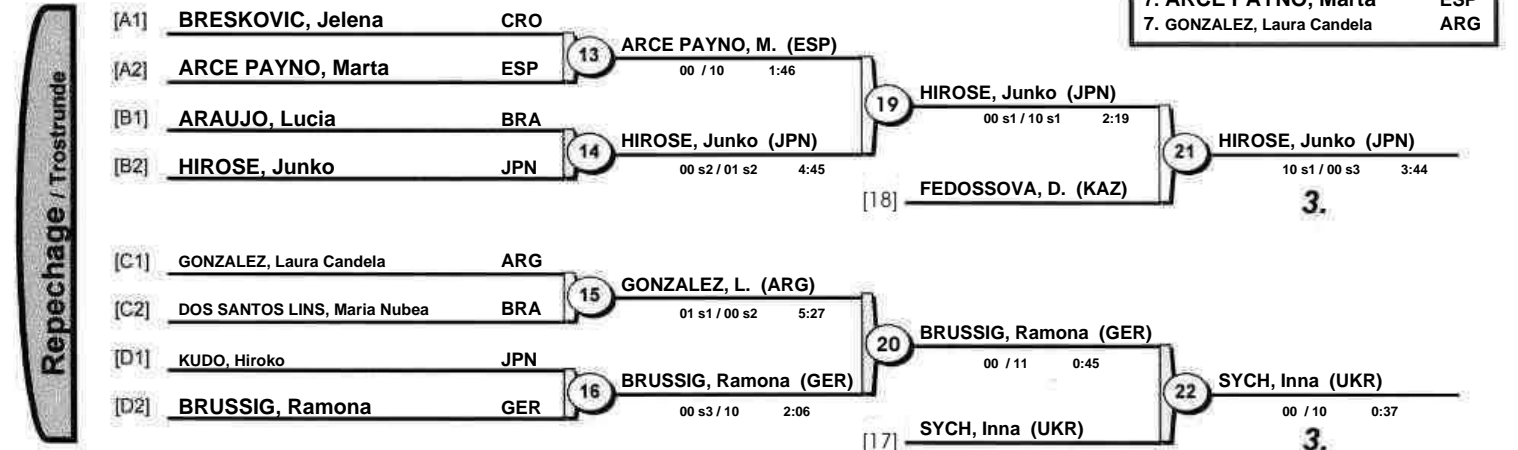 7. ARCE PAYNO, Marta ESP
7. GONZALEZ, Laura Candela ARG
Repechage / Trostrunde
[A1] BRESKOVIC, Jelena CRO
13 ARCE PAYNO, M. (ESP)
00 / 10 1:46
[A2] ARCE PAYNO, Marta ESP
19 HIROSE, Junko (JPN)
00 s1 / 10 s1 2:19
[B1] ARAUJO, Lucia BRA
14 HIROSE, Junko (JPN)
00 s2 / 01 s2 4:45
21 HIROSE, Junko (JPN)
10 s1 / 00 s3 3:44
[B2] HIROSE, Junko JPN
[18] FEDOSSOVA, D. (KAZ)
3.
[C1] GONZALEZ, Laura Candela ARG
15 GONZALEZ, L. (ARG)
01 s1 / 00 s2 5:27
[C2] DOS SANTOS LINS, Maria Nubea BRA
20 BRUSSIG, Ramona (GER)
00 / 11 0:45
[D1] KUDO, Hiroko JPN
16 BRUSSIG, Ramona (GER)
00 s3 / 10 2:06
22 SYCH, Inna (UKR)
00 / 10 0:37
[D2] BRUSSIG, Ramona GER
[17] SYCH, Inna (UKR)
3.